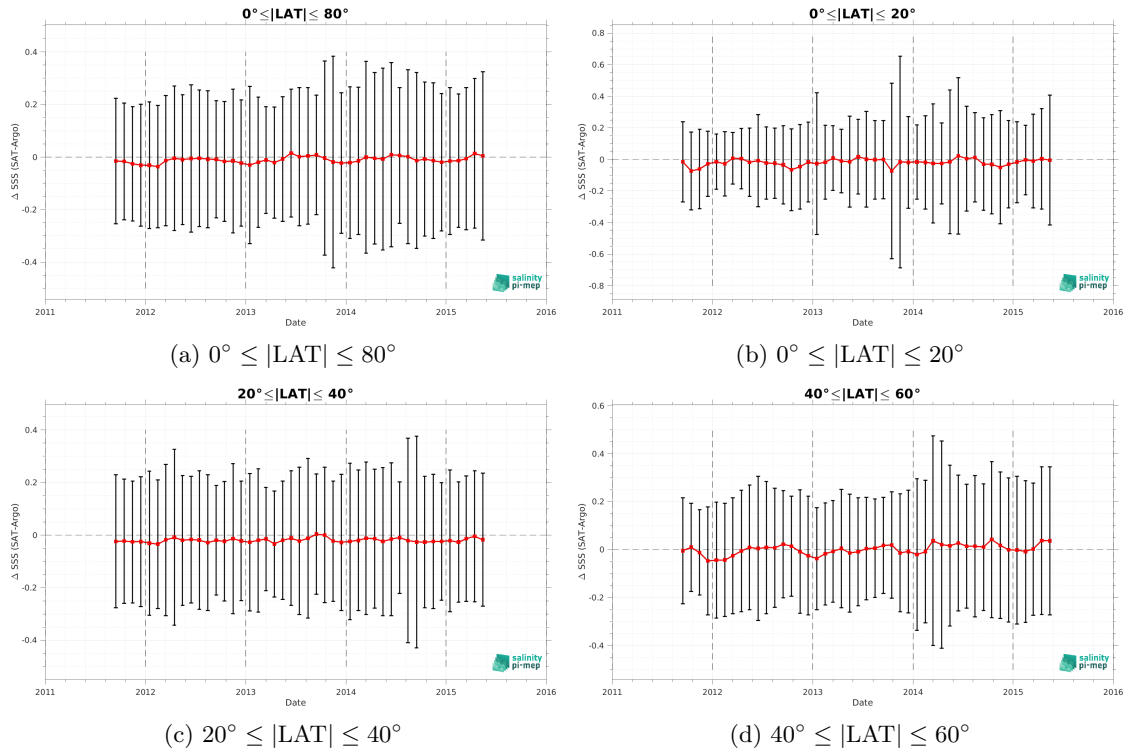 0°≤|LAT|≤ 80°
Δ SSS (SAT-Argo)
0.4
0.2
0
-0.2
-0.4
2011 2012 2013 2014 2015 2016
Date
salinity
pi-mep
(a) 0° ≤ |LAT| ≤ 80°
0°≤|LAT|≤ 20°
Δ SSS (SAT-Argo)
0.8
0.6
0.4
0.2
0
-0.2
-0.4
-0.6
-0.8
2011 2012 2013 2014 2015 2016
Date
salinity
pi-mep
(b) 0° ≤ |LAT| ≤ 20°
20°≤|LAT|≤ 40°
Δ SSS (SAT-Argo)
0.4
0.2
0
-0.2
-0.4
2011 2012 2013 2014 2015 2016
Date
salinity
pi-mep
(c) 20° ≤ |LAT| ≤ 40°
40°≤|LAT|≤ 60°
Δ SSS (SAT-Argo)
0.6
0.4
0.2
0
-0.2
-0.4
2011 2012 2013 2014 2015 2016
Date
salinity
pi-mep
(d) 40° ≤ |LAT| ≤ 60°